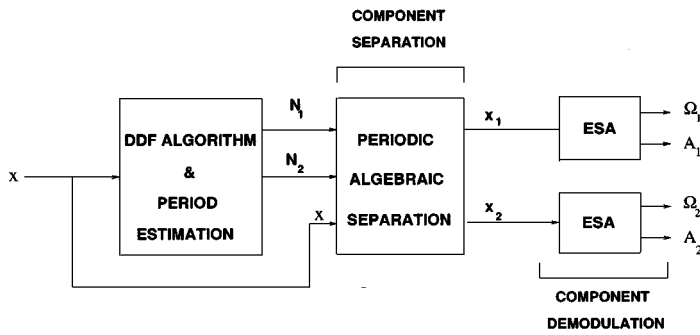 COMPONENT
SEPARATION
DDF ALGORITHM
&
PERIOD
ESTIMATION
N1
N2
PERIODIC
ALGEBRAIC
SEPARATION
x
x
x1
x2
ESA
ESA
Ω1
A1
Ω2
A2
COMPONENT
DEMODULATION